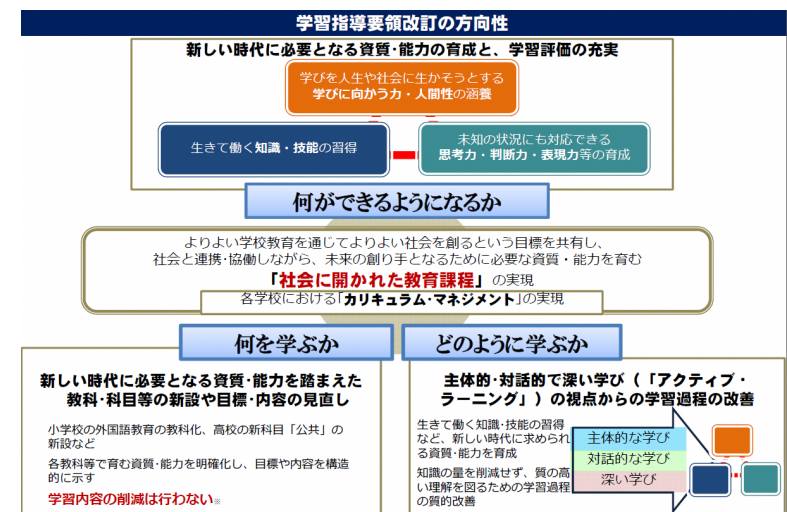 学習指導要領改訂の方向性
新しい時代に必要となる資質･能力の育成と、学習評価の充実
学びを人生や社会に生かそうとする
学びに向かう力・人間性の涵養
生きて働く知識・技能の習得
未知の状況にも対応できる
思考力・判断力・表現力等の育成
何ができるようになるか
よりよい学校教育を通じてよりよい社会を創るという目標を共有し、
社会と連携･協働しながら、未来の創り手となるために必要な資質・能力を育む
「社会に開かれた教育課程」の実現
各学校における「カリキュラム･マネジメント」の実現
何を学ぶか
新しい時代に必要となる資質･能力を踏まえた
教科･科目等の新設や目標･内容の見直し
小学校の外国語教育の教科化、高校の新科目「公共」の
新設など
各教科等で育む資質･能力を明確化し、目標や内容を構造
的に示す
学習内容の削減は行わない※
どのように学ぶか
主体的･対話的で深い学び（「アクティブ・
ラーニング」）の視点からの学習過程の改善
生きて働く知識･技能の習得
など、新しい時代に求められ
る資質･能力を育成
知識の量を削減せず、質の高
い理解を図るための学習過程
の質的改善
主体的な学び
対話的な学び
深い学び